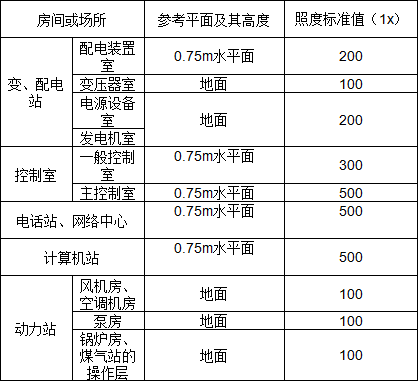 房间或场所 参考平面及其高度 照度标准值（1x）
变、配电站 配电装置室 0.75m水平面 200
变压器室 地面 100
电源设备室 地面 200
发电机室
控制室 一般控制室 0.75m水平面 300
主控制室 0.75m水平面 500
电话站、网络中心 0.75m水平面 500
计算机站 0.75m水平面 500
动力站 风机房、空调机房 地面 100
泵房 地面 100
锅炉房、煤气站的操作层 地面 100